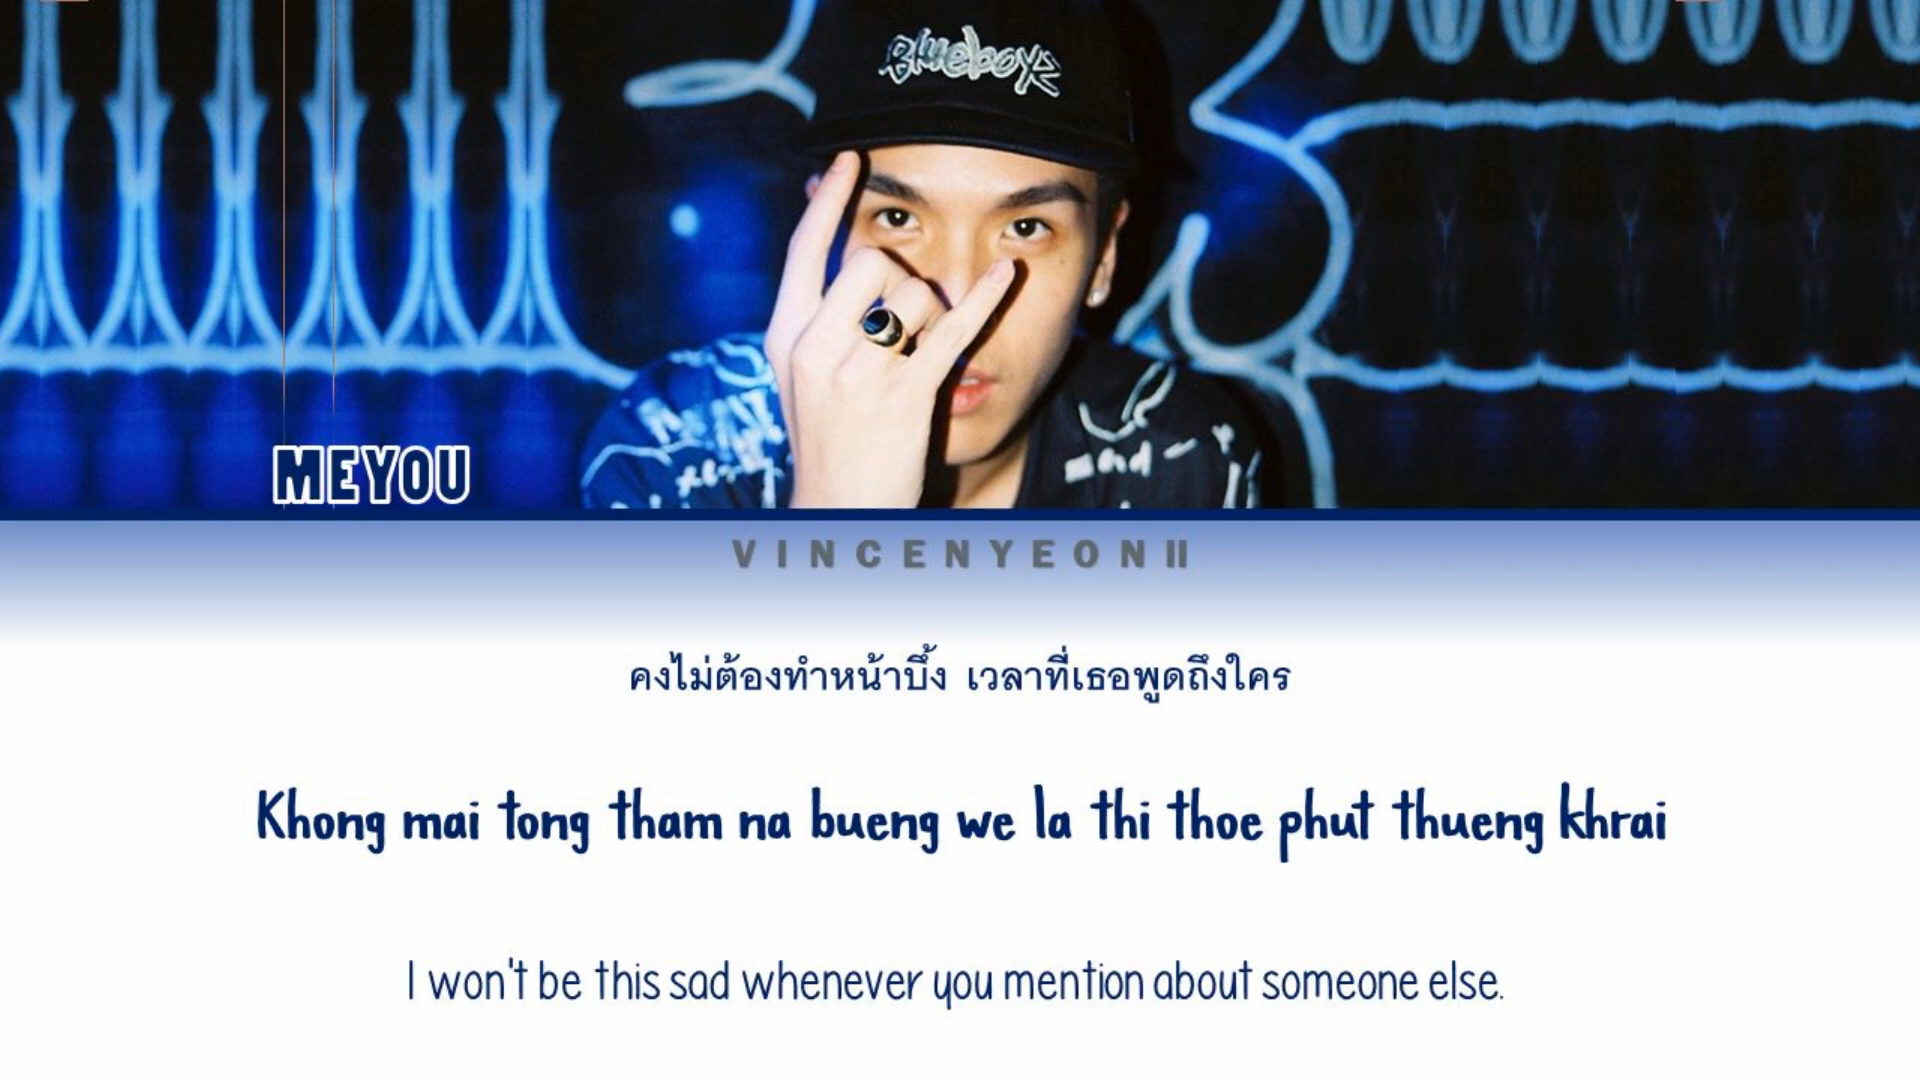 Blueboyz
MEYOU
VINCENYEONII
คงไม่ต้องทำหน้าบึ้ง เวลาที่เธอพูดถึงใคร
Khong mai tong tham na bueng we la thi thoe phut thueng khrai
I won't be this sad whenever you mention about someone else.